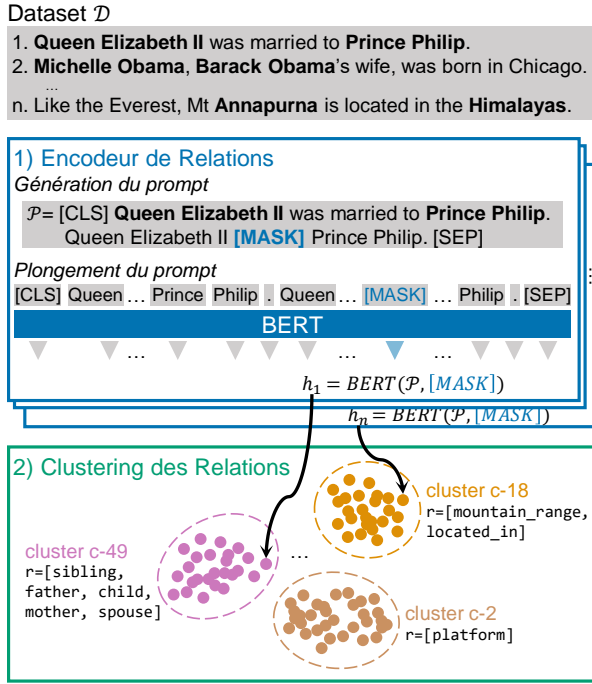 Dataset 𝒟
1. Queen Elizabeth II was married to Prince Philip.
2. Michelle Obama, Barack Obama's wife, was born in Chicago.
...
n. Like the Everest, Mt Annapurna is located in the Himalayas.
1) Encodeur de Relations
Génération du prompt
𝒫= [CLS] Queen Elizabeth II was married to Prince Philip.
Queen Elizabeth II [MASK] Prince Philip. [SEP]
Plongement du prompt
[CLS] Queen ... Prince Philip . Queen ... [MASK] ... Philip . [SEP]
BERT
... ... ...
h₁ = BERT(𝒫, [MASK])
hₙ = BERT(𝒫, [MASK])
...
2) Clustering des Relations
cluster c-18
r=[mountain_range,
located_in]
cluster c-49
r=[sibling,
father, child,
mother, spouse]
...
cluster c-2
r=[platform]